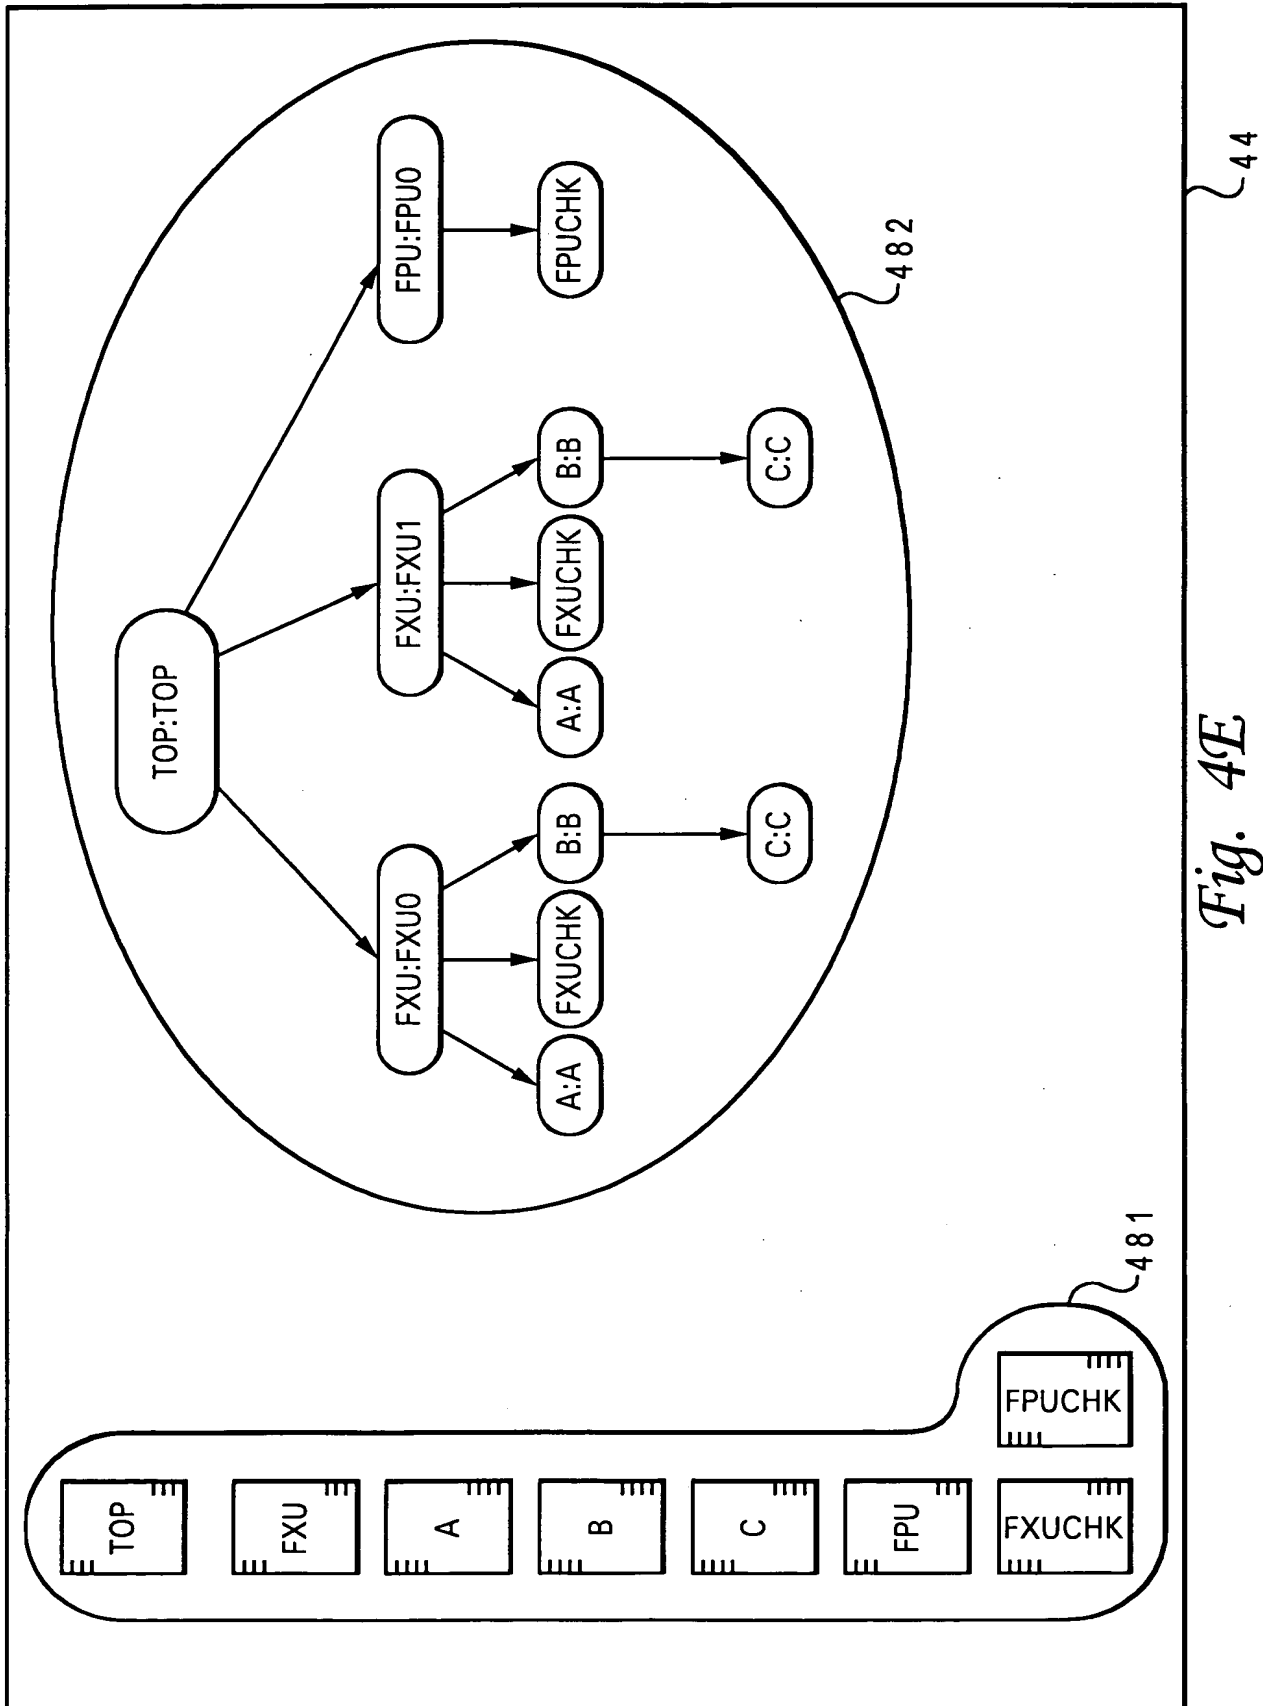 TOP
FXU
A
B
C
FPU
FXUCHK
FPUCHK
481
TOP:TOP
FXU:FXU0
FXU:FXU1
FPU:FPU0
A:A
FXUCHK
B:B
A:A
FXUCHK
B:B
FPUCHK
C:C
C:C
482
44
Fig. 4E